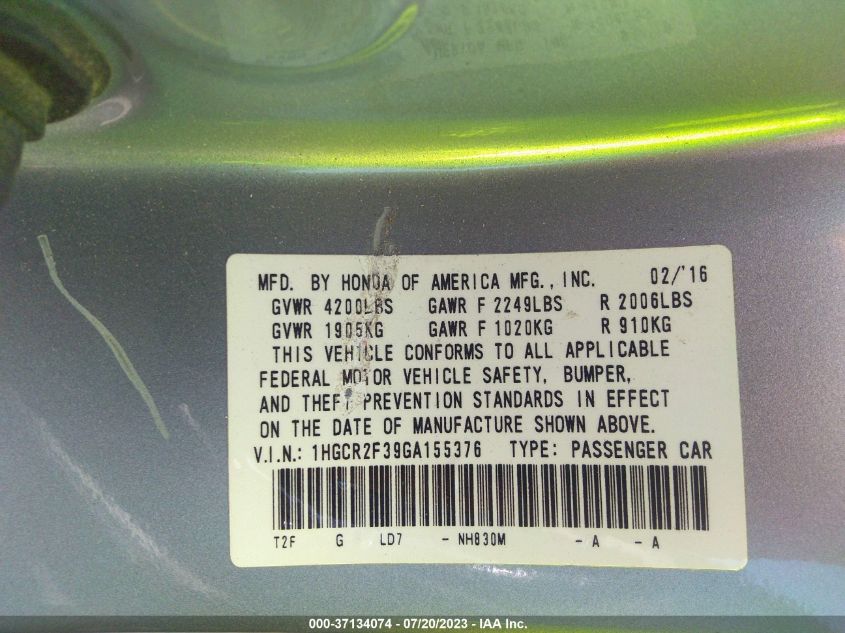 MFD. BY HONDA OF AMERICA MFG., INC. 02/'16
GVWR 4200LBS GAWR F 2249LBS R 2006LBS
GVWR 1905KG GAWR F 1020KG R 910KG
THIS VEHICLE CONFORMS TO ALL APPLICABLE
FEDERAL MOTOR VEHICLE SAFETY, BUMPER,
AND THEFT PREVENTION STANDARDS IN EFFECT
ON THE DATE OF MANUFACTURE SHOWN ABOVE.
V.I.N.: 1HGCR2F39GA155376 TYPE: PASSENGER CAR
T2F G LD7 - NH830M - A - A
000-37134074 / 07/20/2023 - IAA Inc.